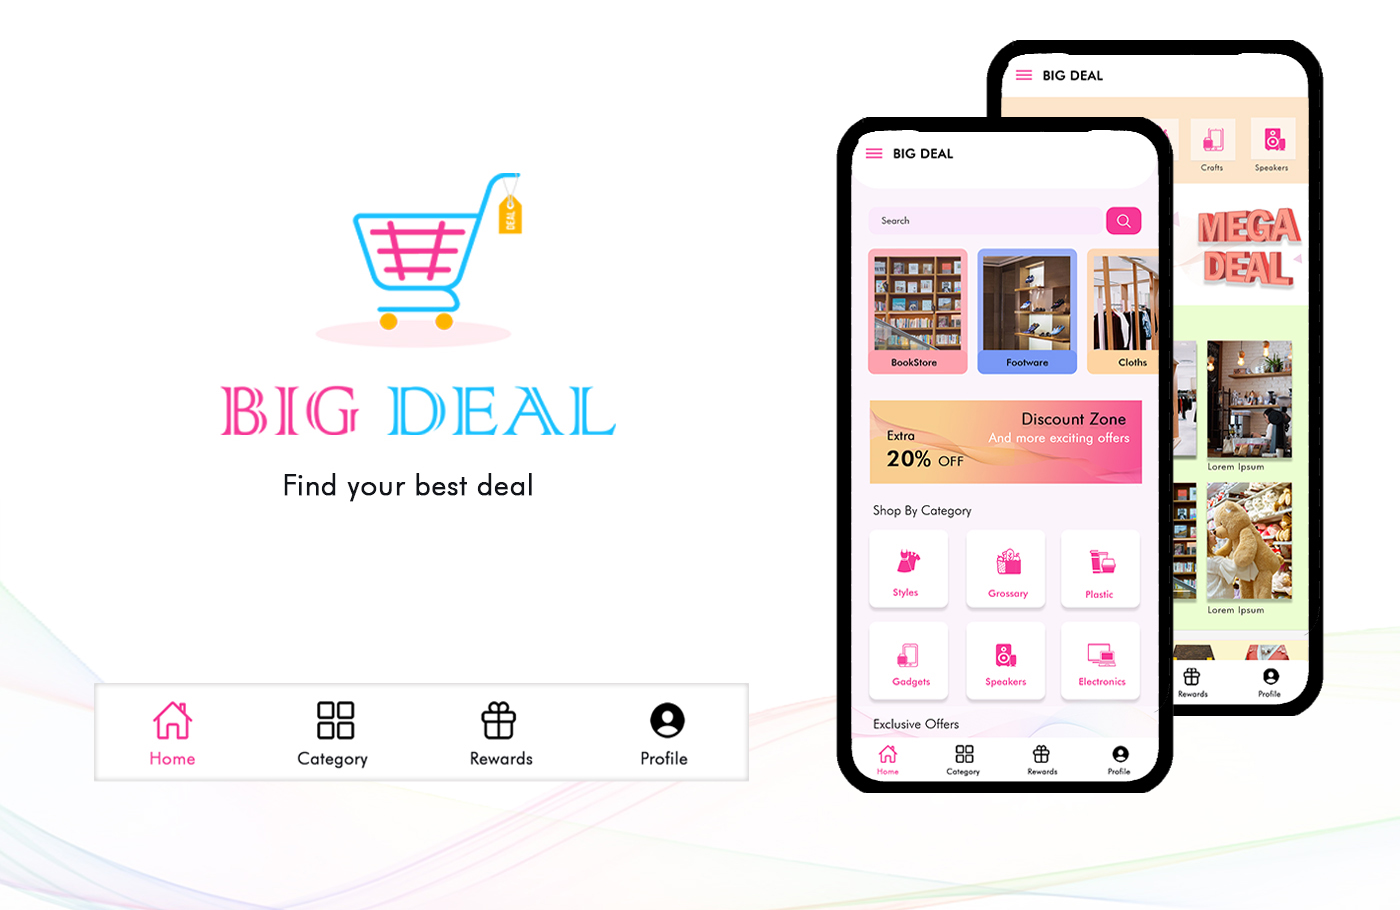 DEAL
BIG DEAL
Find your best deal
Home
Category
Rewards
Profile
BIG DEAL
Search
BookStore
Footware
Cloths
Extra
20% OFF
Discount Zone
And more exciting offers
Shop By Category
Styles
Grossary
Plastic
Gadgets
Speakers
Electronics
Exclusive Offers
Home
Category
Rewards
Profile
BIG DEAL
Crafts
Speakers
MEGA
DEAL
Lorem Ipsum
Lorem Ipsum
Rewards
Profile